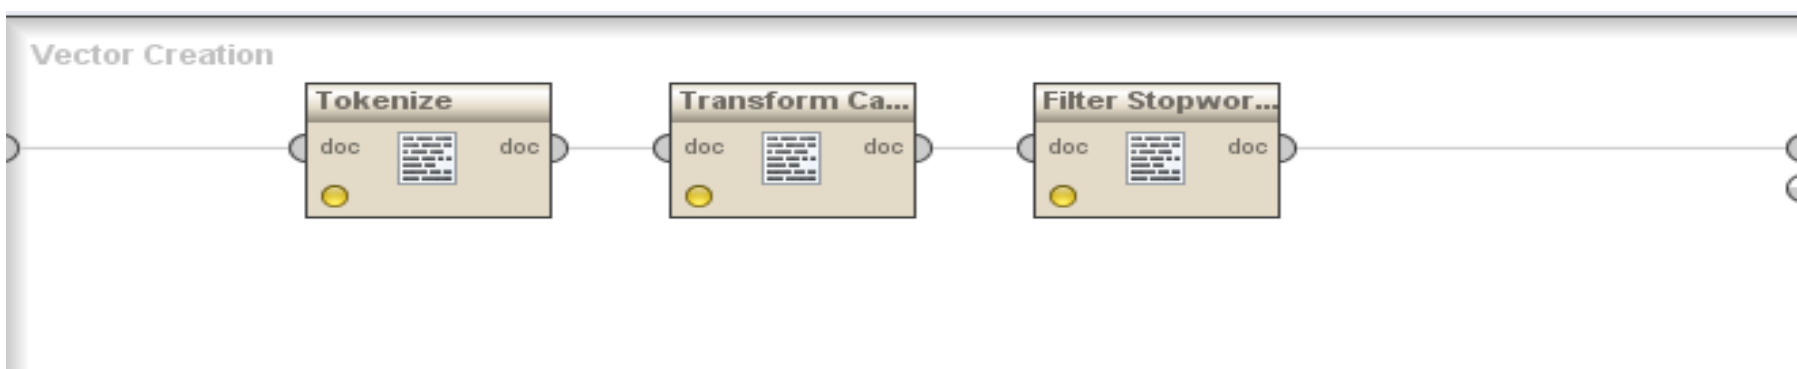 Vector Creation
Tokenize
Transform Ca...
Filter Stopwor...
doc doc
doc doc
doc doc